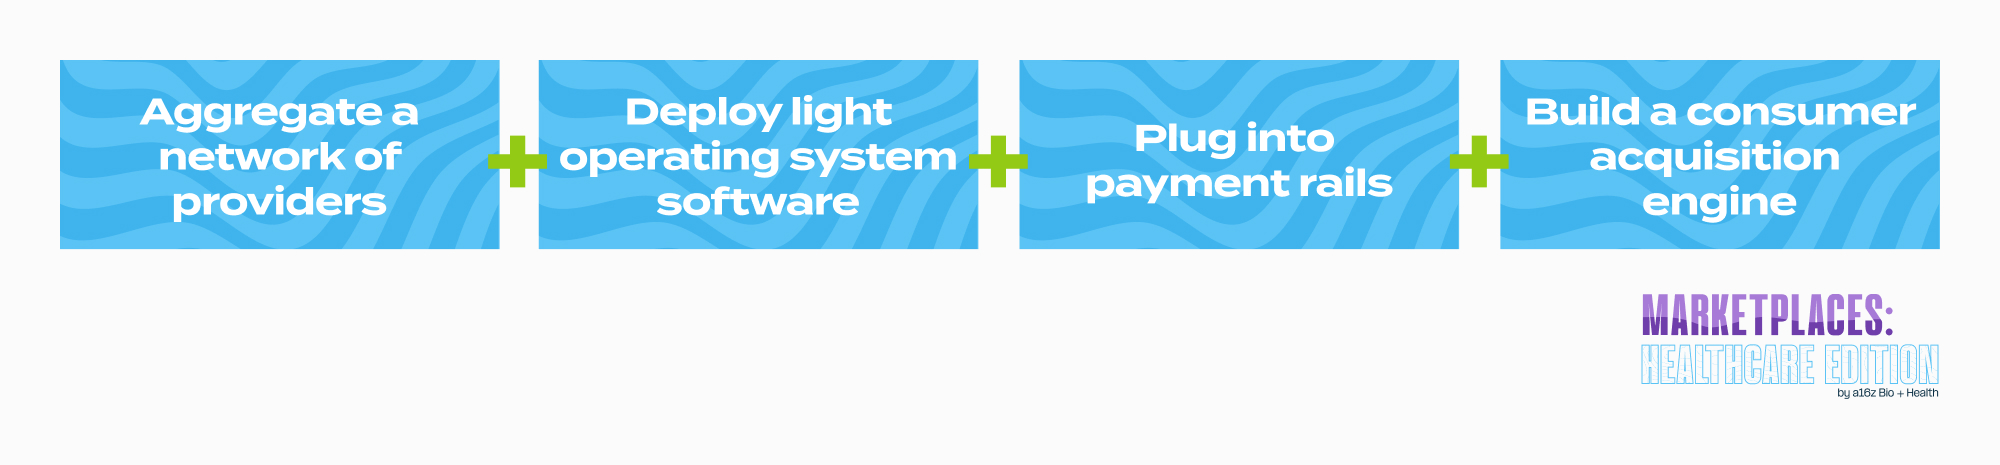 Aggregate a
network of
providers
+
Deploy light
operating system
software
+
Plug into
payment rails
+
Build a consumer
acquisition
engine
MARKETPLACES:
HEALTHCARE EDITION
by a16z Bio + Health